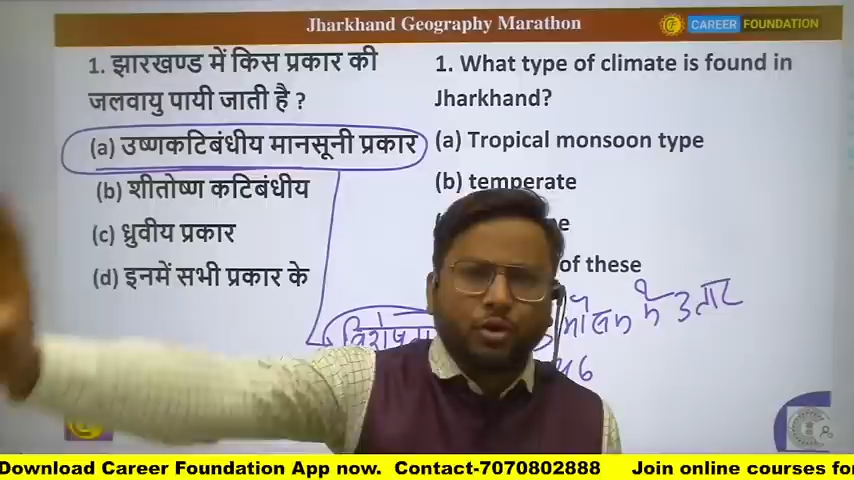 Jharkhand Geography Marathon
CAREER FOUNDATION
1. झारखण्ड में किस प्रकार की
जलवायु पायी जाती है ?
(a) उष्णकटिबंधीय मानसूनी प्रकार
(b) शीतोष्ण कटिबंधीय
(c) ध्रुवीय प्रकार
(d) इनमें सभी प्रकार के
1. What type of climate is found in
Jharkhand?
(a) Tropical monsoon type
(b) temperate
of these
Download Career Foundation App now. Contact-7070802888 Join online courses